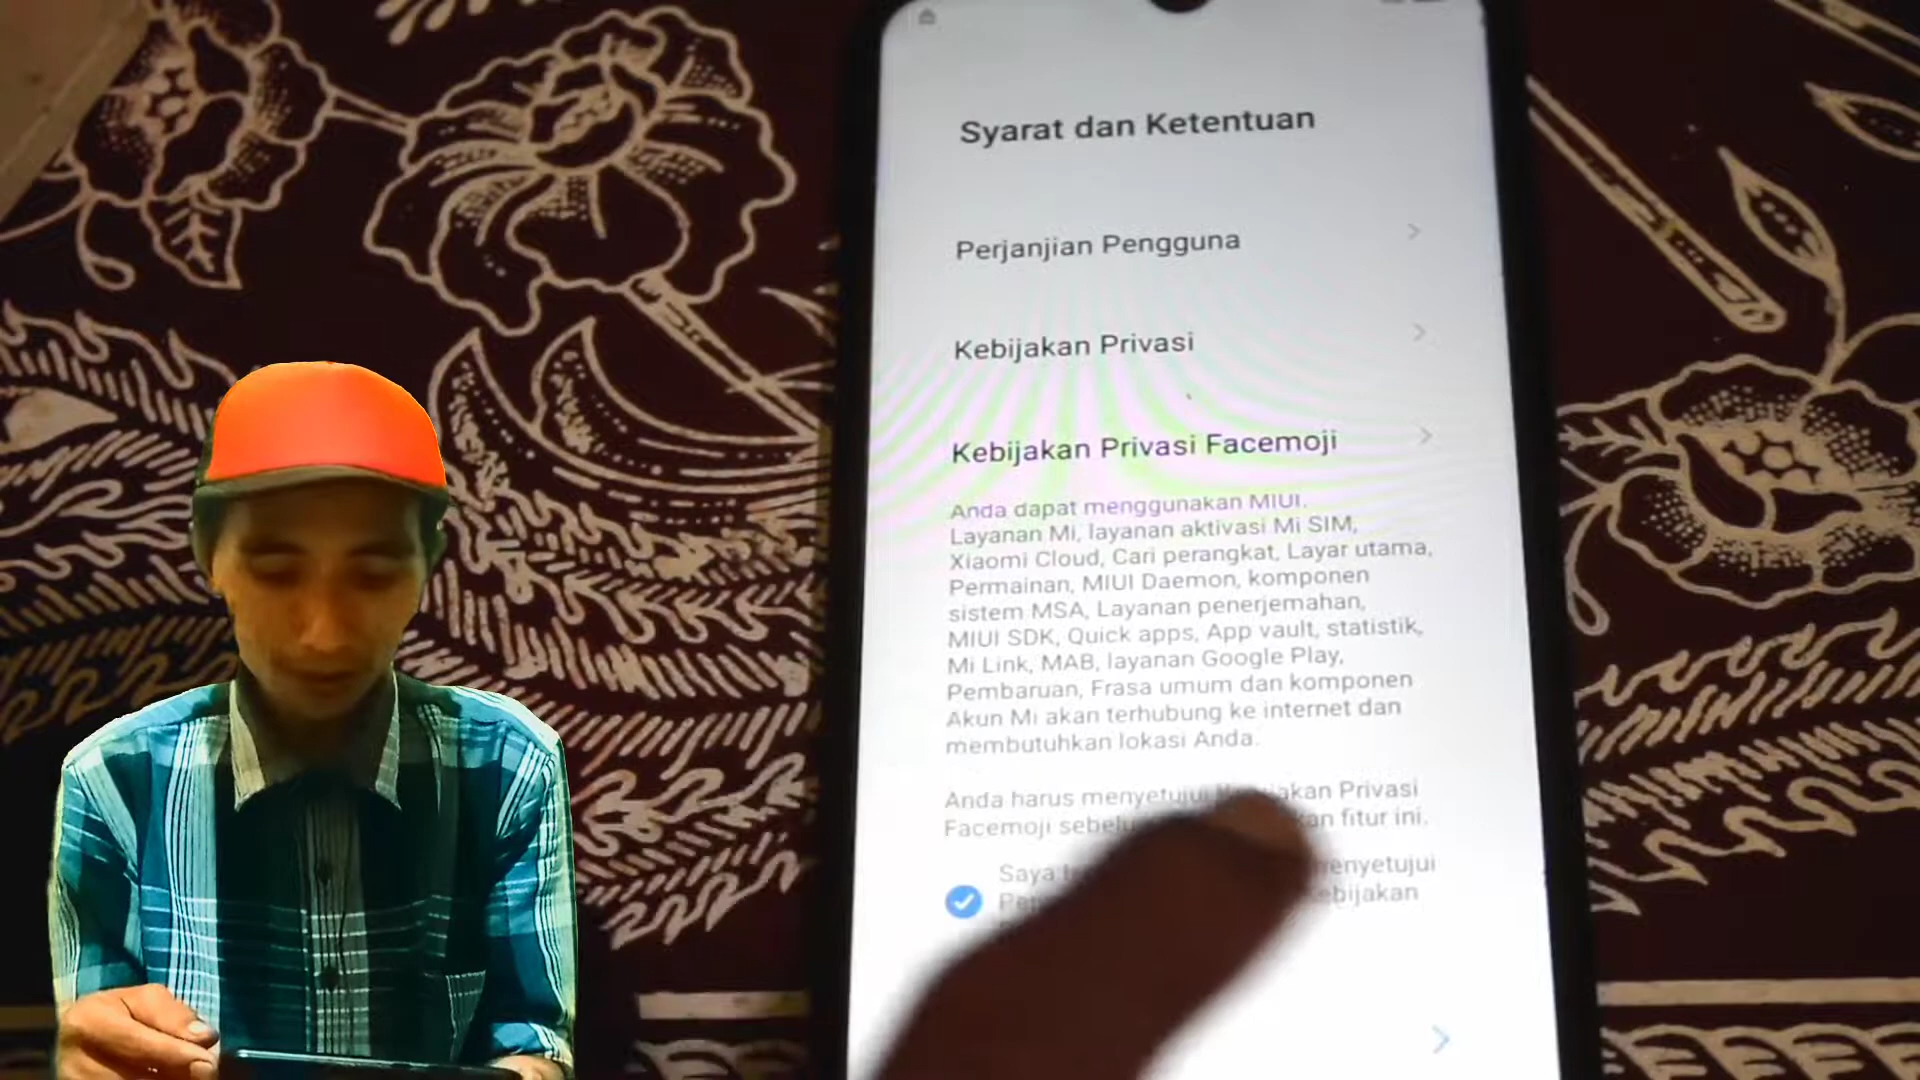 Syarat dan Ketentuan
Perjanjian Pengguna
Kebijakan Privasi
Kebijakan Privasi Facemoji
Anda dapat menggunakan MIUI.
Layanan Mi, layanan aktivasi Mi SIM,
Xiaomi Cloud, Cari perangkat, Layar utama,
Permainan, MIUI Daemon, komponen
sistem MSA, Layanan penerjemahan,
MIUI SDK, Quick apps, App vault, statistik,
Mi Link, MAB, layanan Google Play,
Pembaruan, Frasa umum dan komponen
Akun Mi akan terhubung ke internet dan
membutuhkan lokasi Anda.
Anda harus menyetujui Privasi
Facemoji fitur ini.
Saya menyetujui
Kebijakan